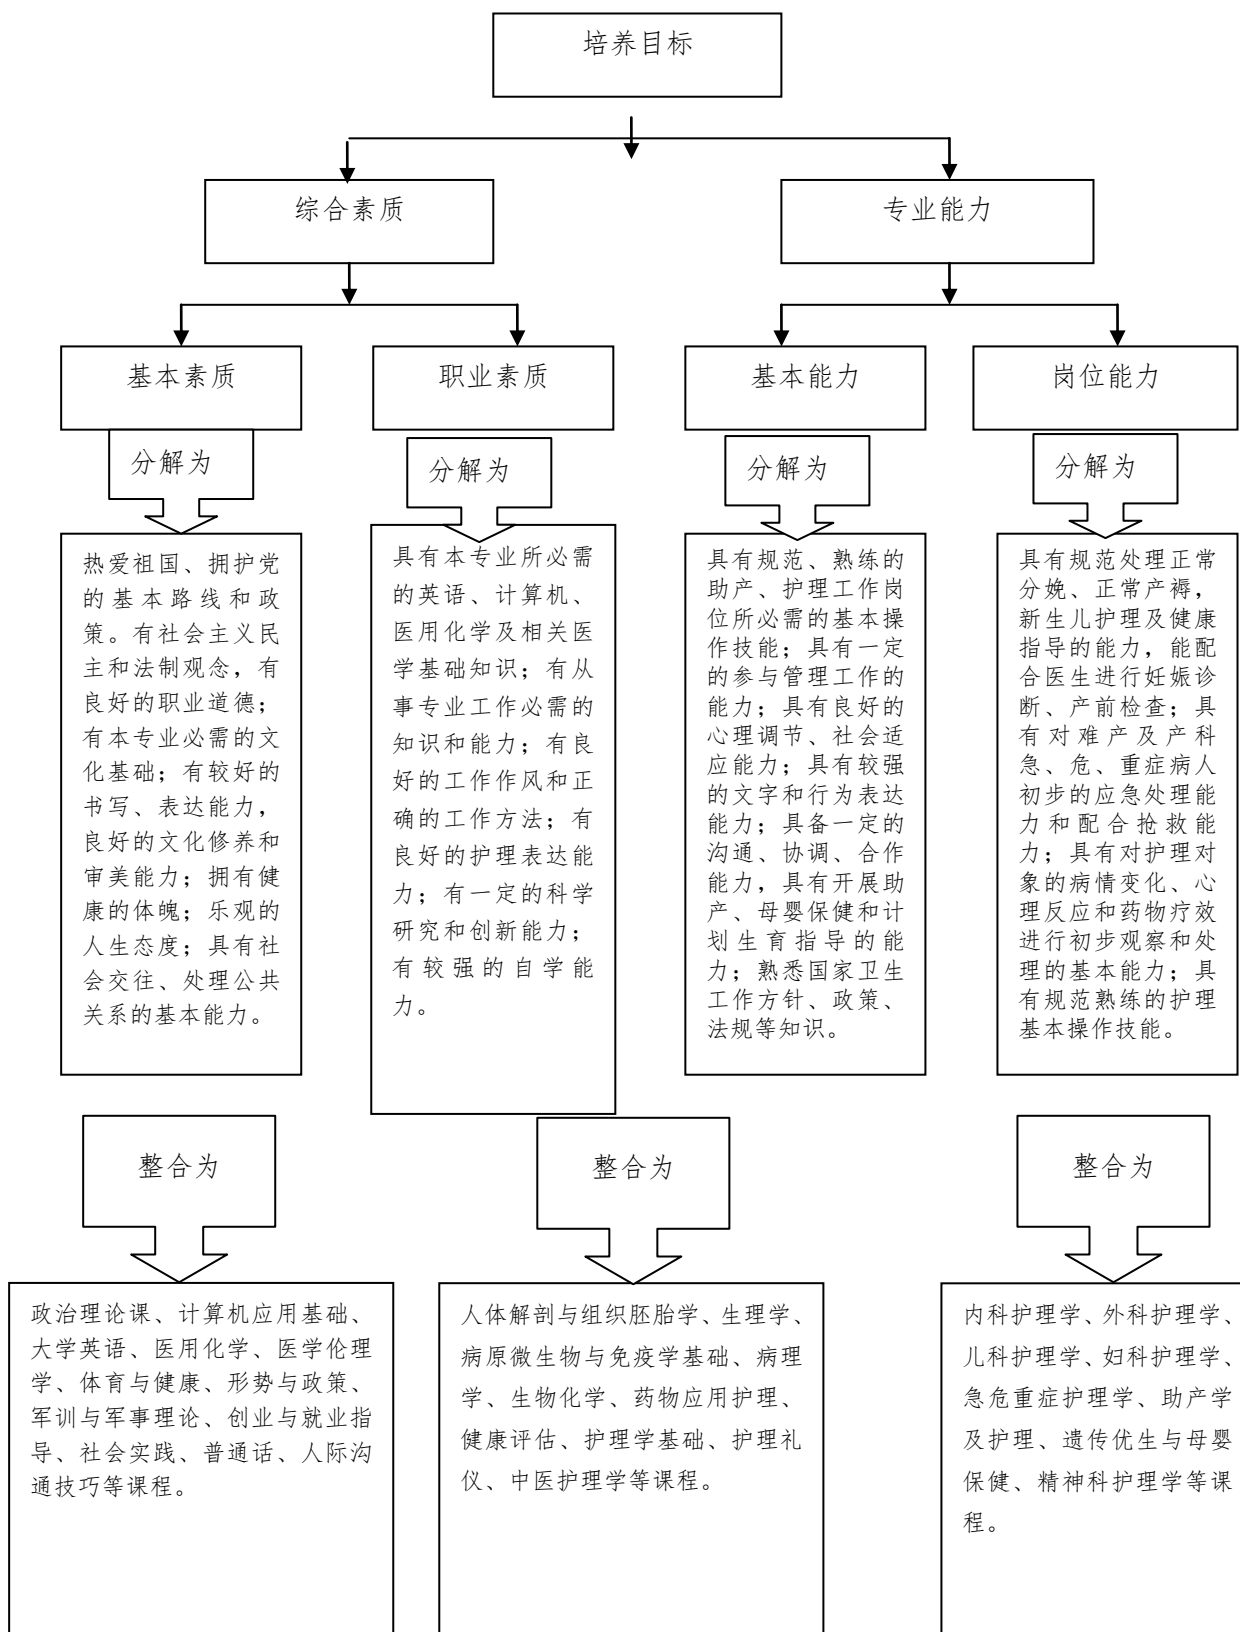 培养目标
综合素质
专业能力
基本素质
职业素质
基本能力
岗位能力
分解为
分解为
分解为
分解为
热爱祖国、拥护党
的基本路线和政
策。有社会主义民
主和法制观念，有
良好的职业道德；
有本专业必需的文
化基础；有较好的
书写、表达能力，
良好的文化修养和
审美能力；拥有健
康的体魄；乐观的
人生态度；具有社
会交往、处理公共
关系的基本能力。
具有本专业所必需
的英语、计算机、
医用化学及相关医
学基础知识；有从
事专业工作必需的
知识和能力；有良
好的工作作风和正
确的工作方法；有
良好的护理表达能
力；有一定的科学
研究和创新能力；
有较强的自学能
力。
具有规范、熟练的
助产、护理工作岗
位所必需的基本操
作技能；具有一定
的参与管理工作的
能力；具有良好的
心理调节、社会适
应能力；具有较强
的文字和行为表达
能力；具备一定的
沟通、协调、合作
能力，具有开展助
产、母婴保健和计
划生育指导的能
力；熟悉国家卫生
工作方针、政策、
法规等知识。
具有规范处理正常
分娩、正常产褥，
新生儿护理及健康
指导的能力，能配
合医生进行妊娠诊
断、产前检查；具
有对难产及产科
急、危、重症病人
初步的应急处理能
力和配合抢救能
力；具有对护理对
象的病情变化、心
理反应和药物疗效
进行初步观察和处
理的基本能力；具
有规范熟练的护理
基本操作技能。
整合为
整合为
整合为
政治理论课、计算机应用基础、
大学英语、医用化学、医学伦理
学、体育与健康、形势与政策、
军训与军事理论、创业与就业指
导、社会实践、普通话、人际沟
通技巧等课程。
人体解剖与组织胚胎学、生理学、
病原微生物与免疫学基础、病理
学、生物化学、药物应用护理、
健康评估、护理学基础、护理礼
仪、中医护理学等课程。
内科护理学、外科护理学、
儿科护理学、妇科护理学、
急危重症护理学、助产学
及护理、遗传优生与母婴
保健、精神科护理学等课
程。